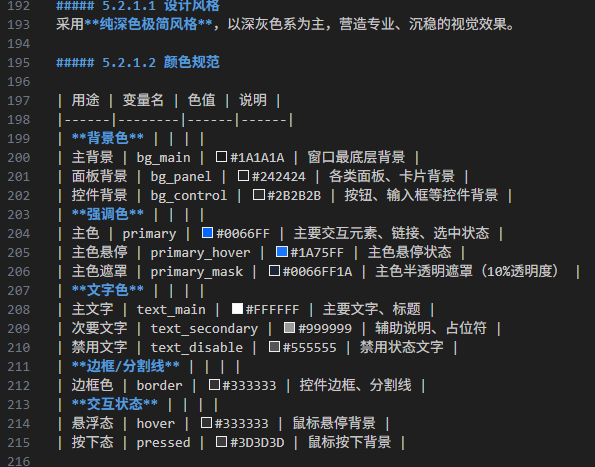 192 ##### 5.2.1.1 设计风格
193 采用**纯深色极简风格**，以深灰色系为主，营造专业、沉稳的视觉效果。
194
195 ##### 5.2.1.2 颜色规范
196
197 | 用途 | 变量名 | 色值 | 说明 |
198 |------|--------|------|------|
199 | **背景色** | | | |
200 | 主背景 | bg_main | #1A1A1A | 窗口最底层背景 |
201 | 面板背景 | bg_panel | #242424 | 各类面板、卡片背景 |
202 | 控件背景 | bg_control | #2B2B2B | 按钮、输入框等控件背景 |
203 | **强调色** | | | |
204 | 主色 | primary | #0066FF | 主要交互元素、链接、选中状态 |
205 | 主色悬停 | primary_hover | #1A75FF | 主色悬停状态 |
206 | 主色遮罩 | primary_mask | #0066FF1A | 主色半透明遮罩（10%透明度） |
207 | **文字色** | | | |
208 | 主文字 | text_main | #FFFFFF | 主要文字、标题 |
209 | 次要文字 | text_secondary | #999999 | 辅助说明、占位符 |
210 | 禁用文字 | text_disable | #555555 | 禁用状态文字 |
211 | **边框/分割线** | | | |
212 | 边框色 | border | #333333 | 控件边框、分割线 |
213 | **交互状态** | | | |
214 | 悬浮态 | hover | #333333 | 鼠标悬停背景 |
215 | 按下态 | pressed | #3D3D3D | 鼠标按下背景 |
216